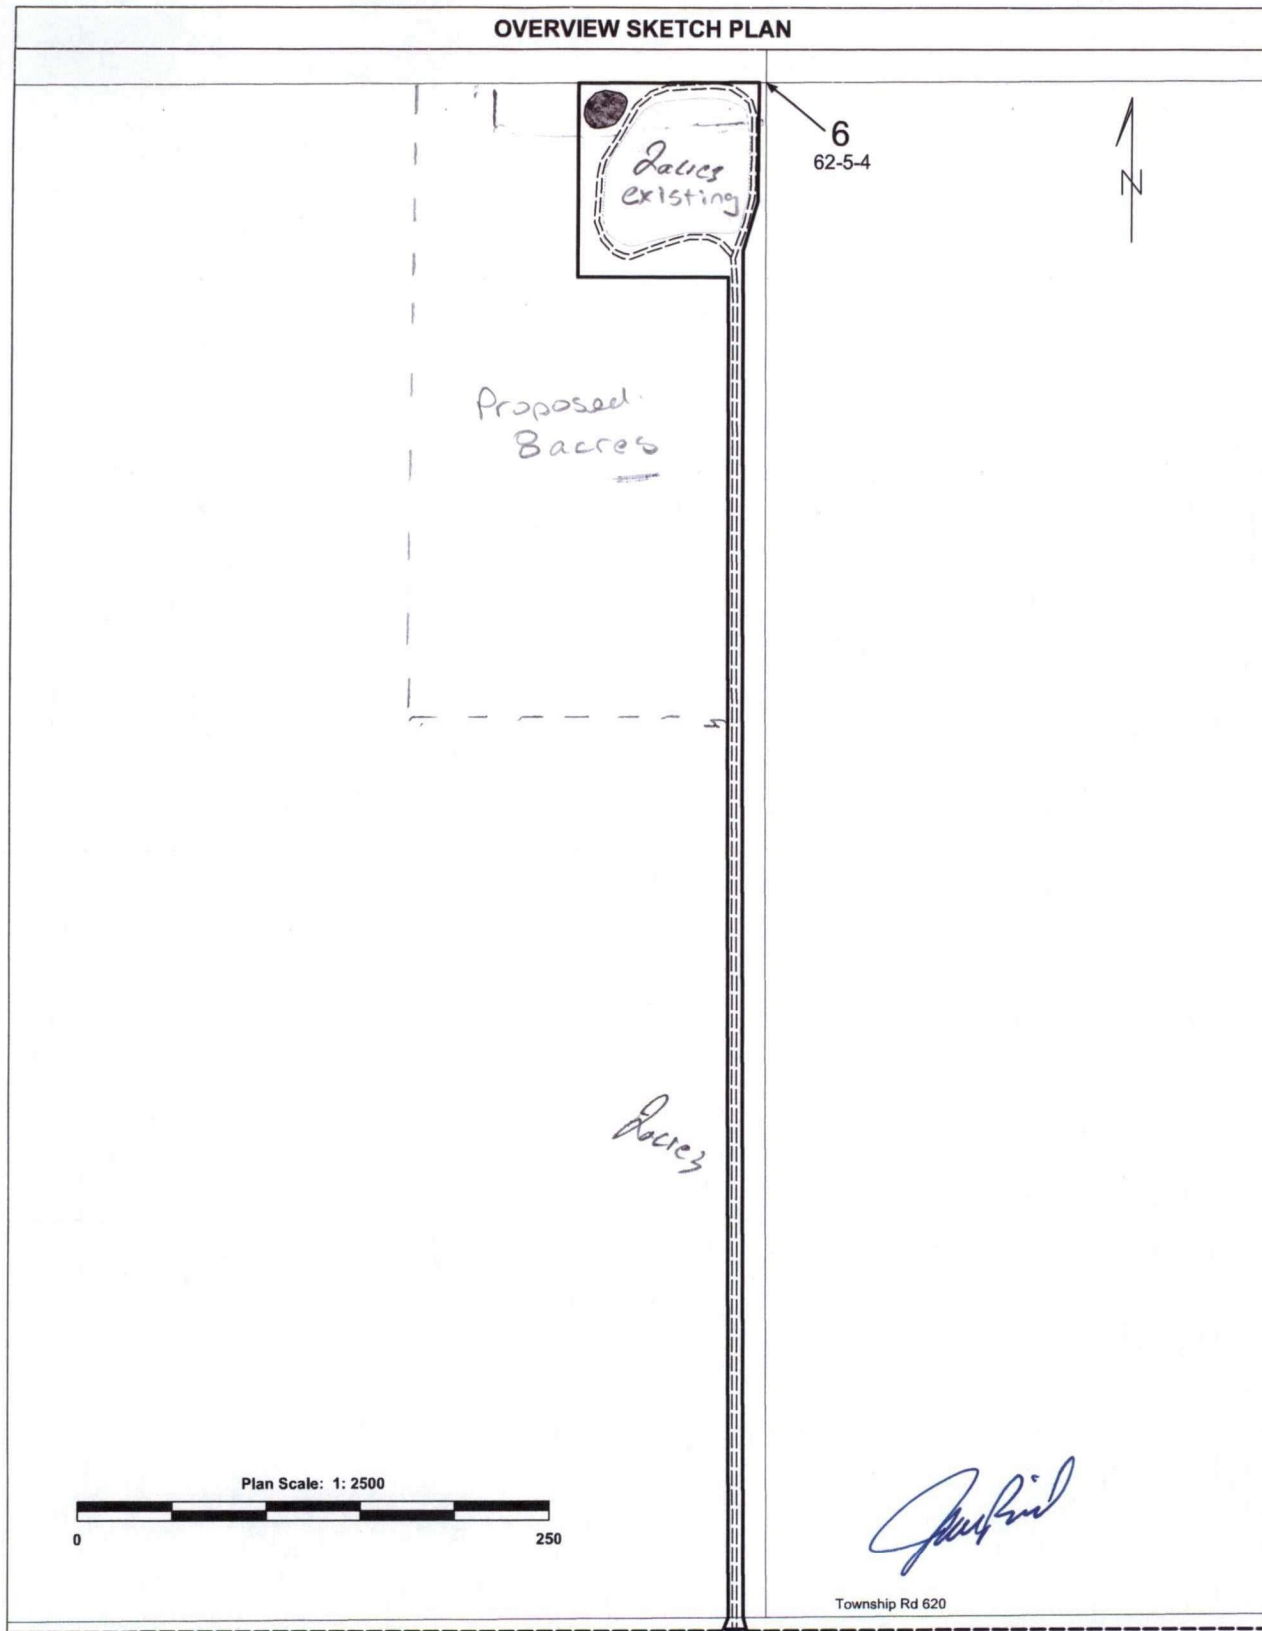 OVERVIEW SKETCH PLAN
6
62-5-4
N
2acres
existing
Proposed
8acres
2acres
Plan Scale: 1: 2500
0 250
Township Rd 620